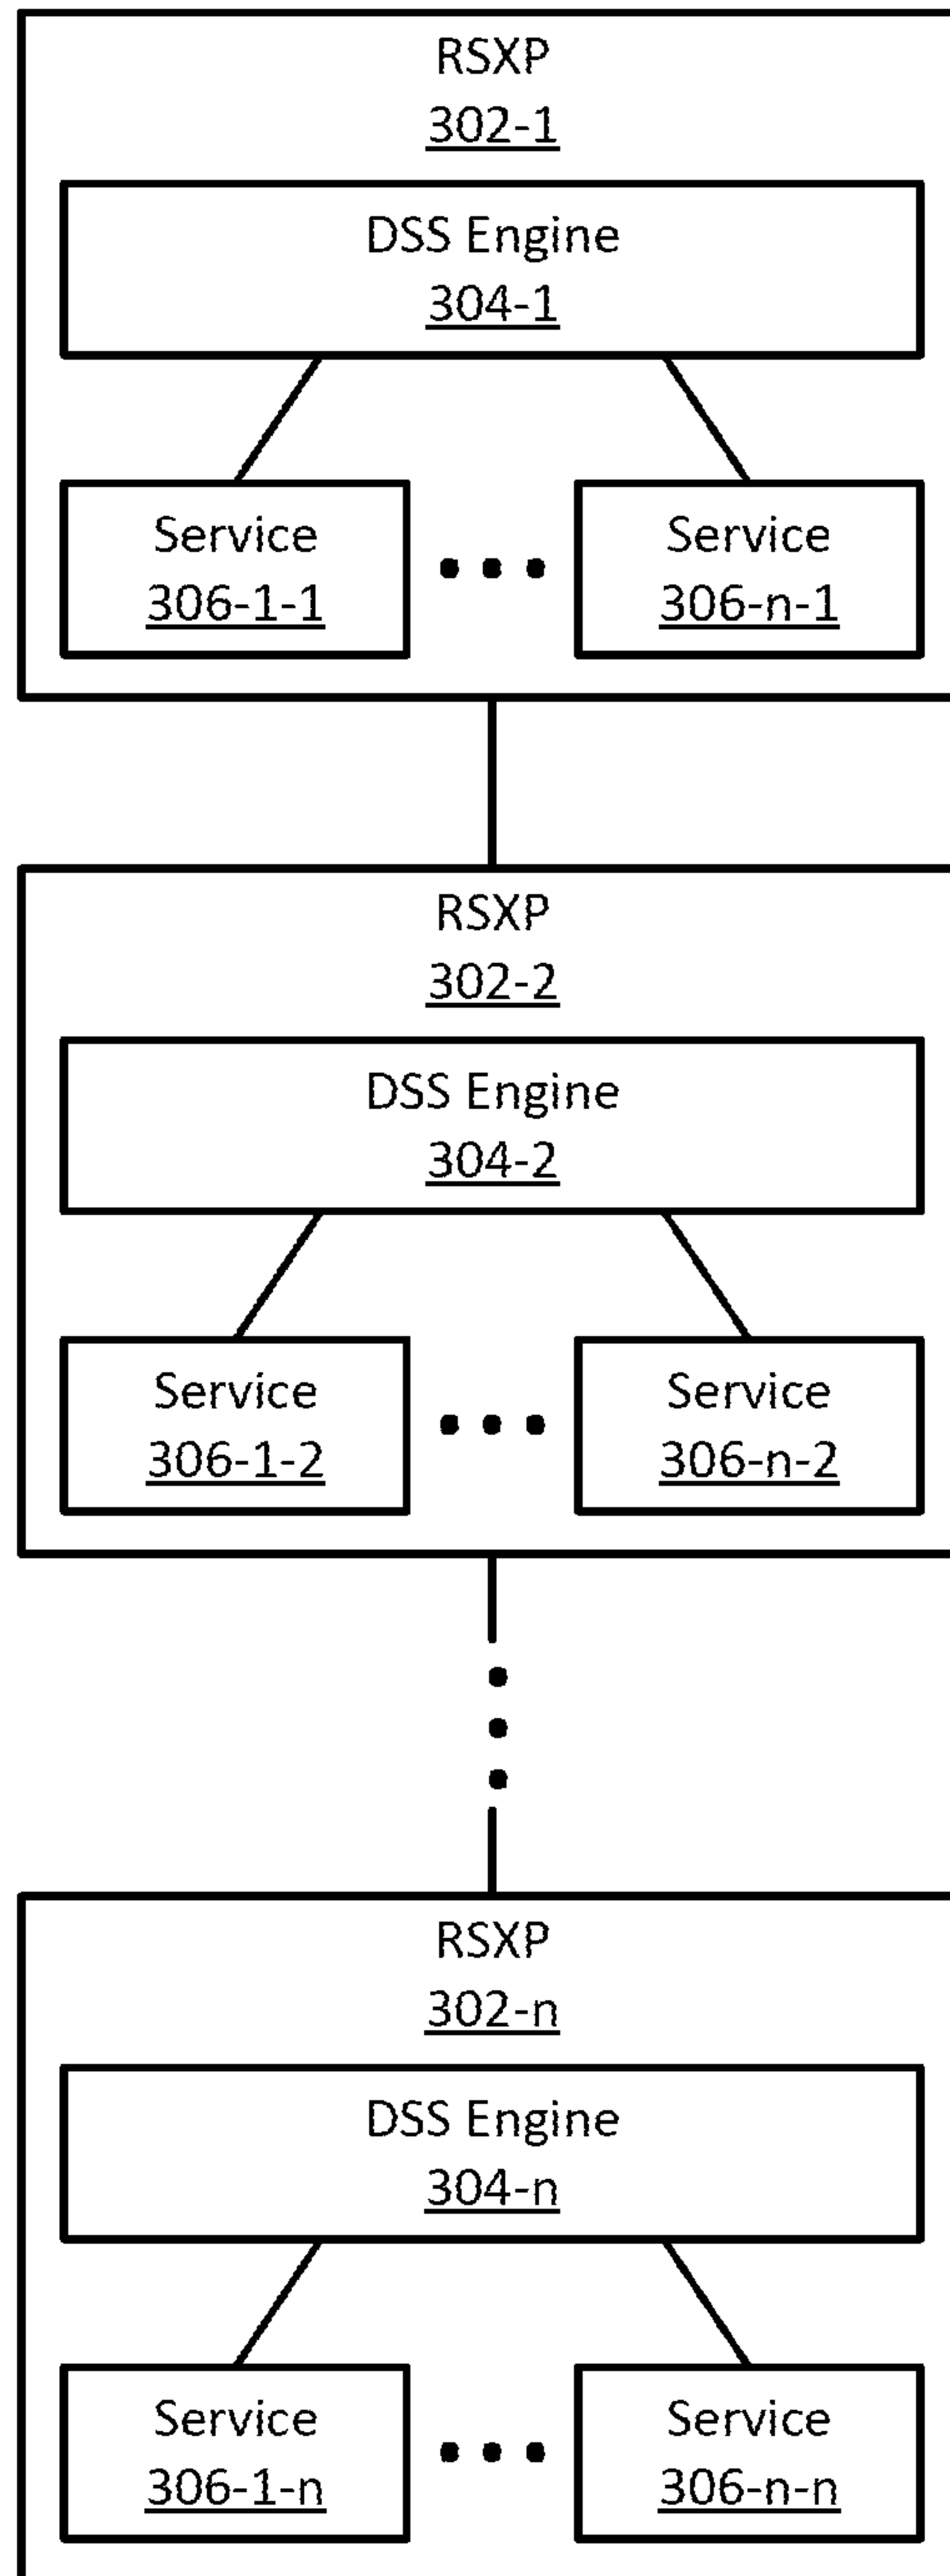 RSXP
302-1
DSS Engine
304-1
Service
306-1-1
Service
306-n-1
RSXP
302-2
DSS Engine
304-2
Service
306-1-2
Service
306-n-2
RSXP
302-n
DSS Engine
304-n
Service
306-1-n
Service
306-n-n